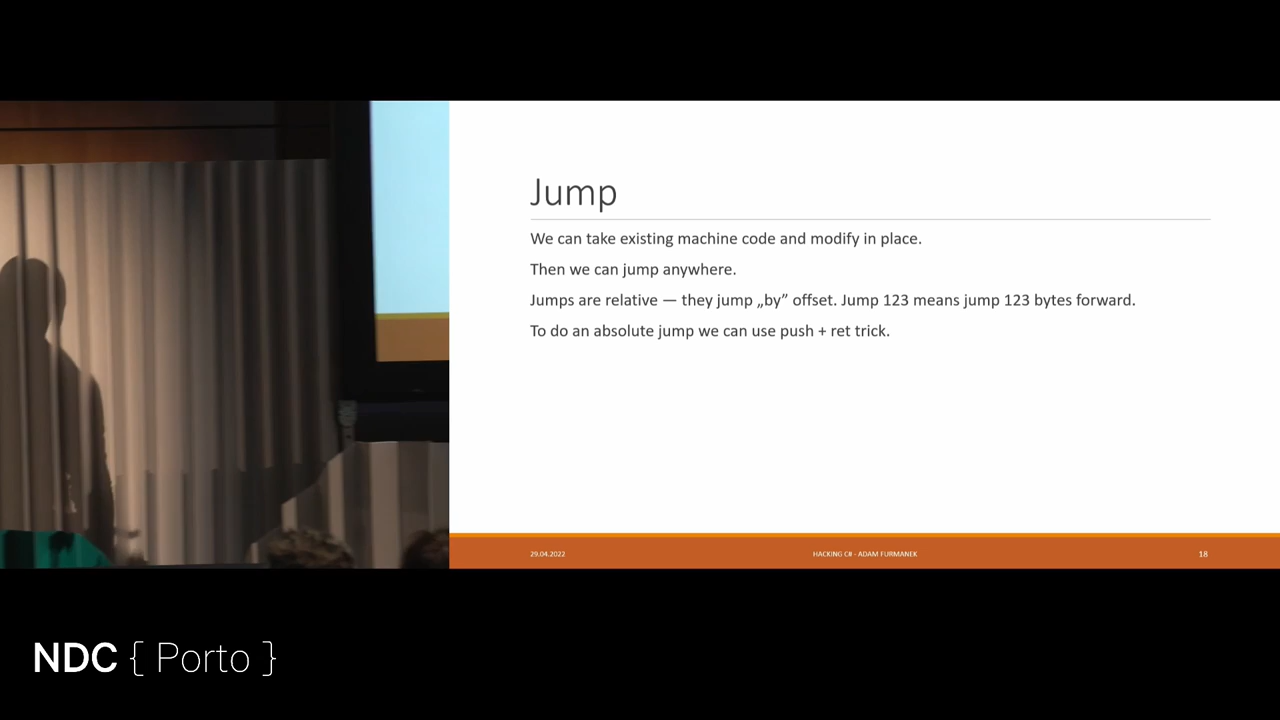 Jump
We can take existing machine code and modify in place.
Then we can jump anywhere.
Jumps are relative — they jump „by” offset. Jump 123 means jump 123 bytes forward.
To do an absolute jump we can use push + ret trick.
29.04.2022
HACKING C# - ADAM FURMANEK
18
NDC { Porto }